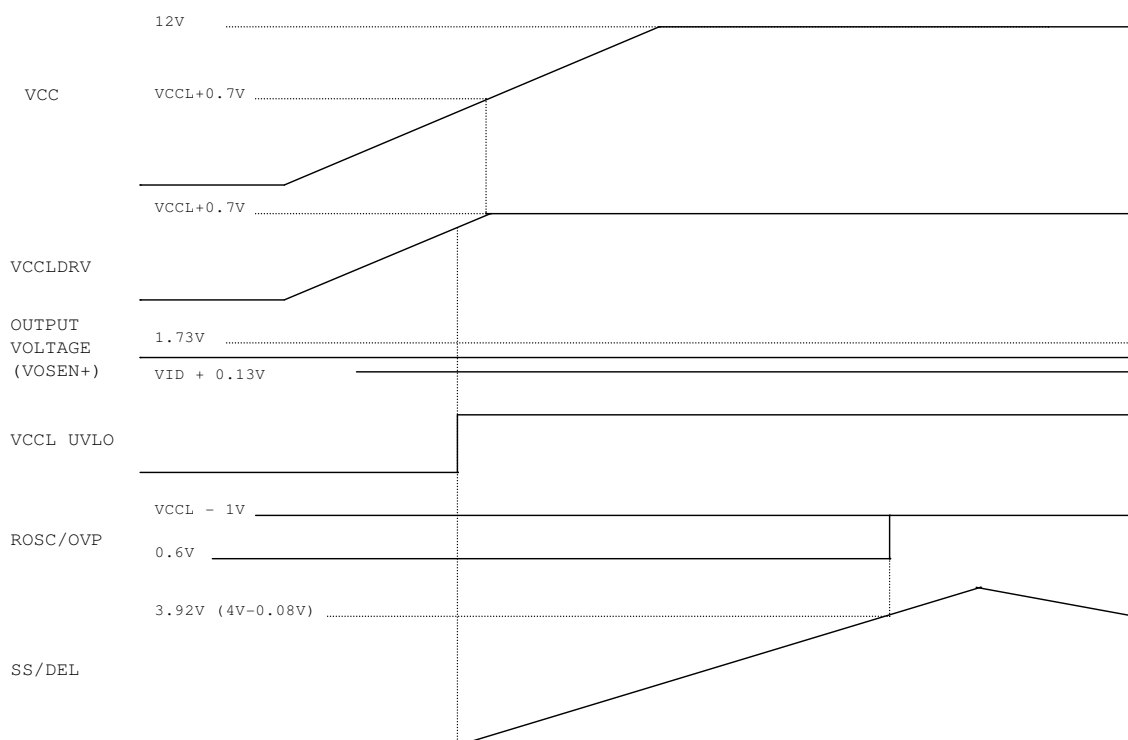 12V
VCC
VCCL+0.7V
VCCL+0.7V
VCCLDRV
OUTPUT
VOLTAGE
(VOSEN+)
1.73V
VID + 0.13V
VCCL UVLO
VCCL - 1V
ROSC/OVP
0.6V
3.92V (4V-0.08V)
SS/DEL